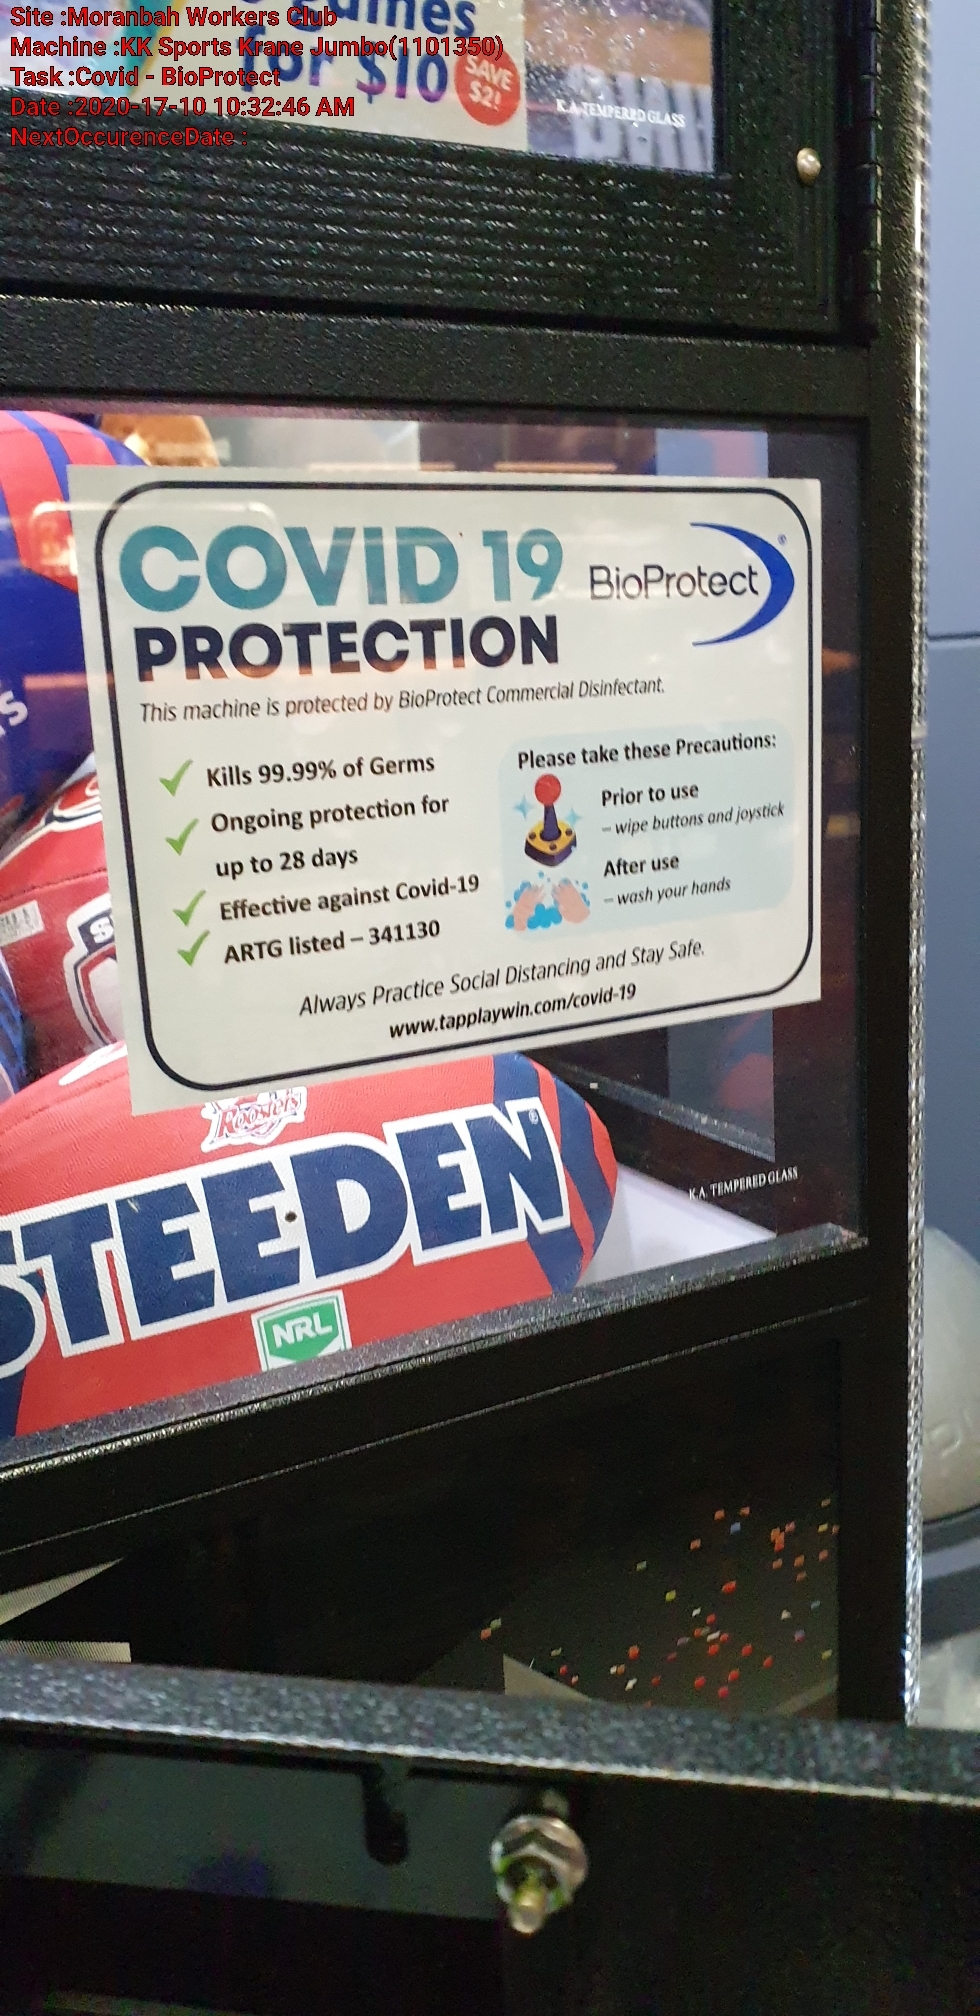 Site :Moranbah Workers Club
Machine :KK Sports Krane Jumbo(1101350)
Task :Covid - BioProtect
Date :2020-17-10 10:32:46 AM
NextOccurenceDate :
for $10
SAVE
$2!
K.A. TEMPERED GLASS
COVID 19
PROTECTION
BioProtect®
This machine is protected by BioProtect Commercial Disinfectant.
Kills 99.99% of Germs
Ongoing protection for
up to 28 days
Effective against Covid-19
ARTG listed – 341130
Please take these Precautions:
Prior to use
– wipe buttons and joystick
After use
– wash your hands
Always Practice Social Distancing and Stay Safe.
www.tapplaywin.com/covid-19
Roosters
STEEDEN®
NRL
K.A. TEMPERED GLASS